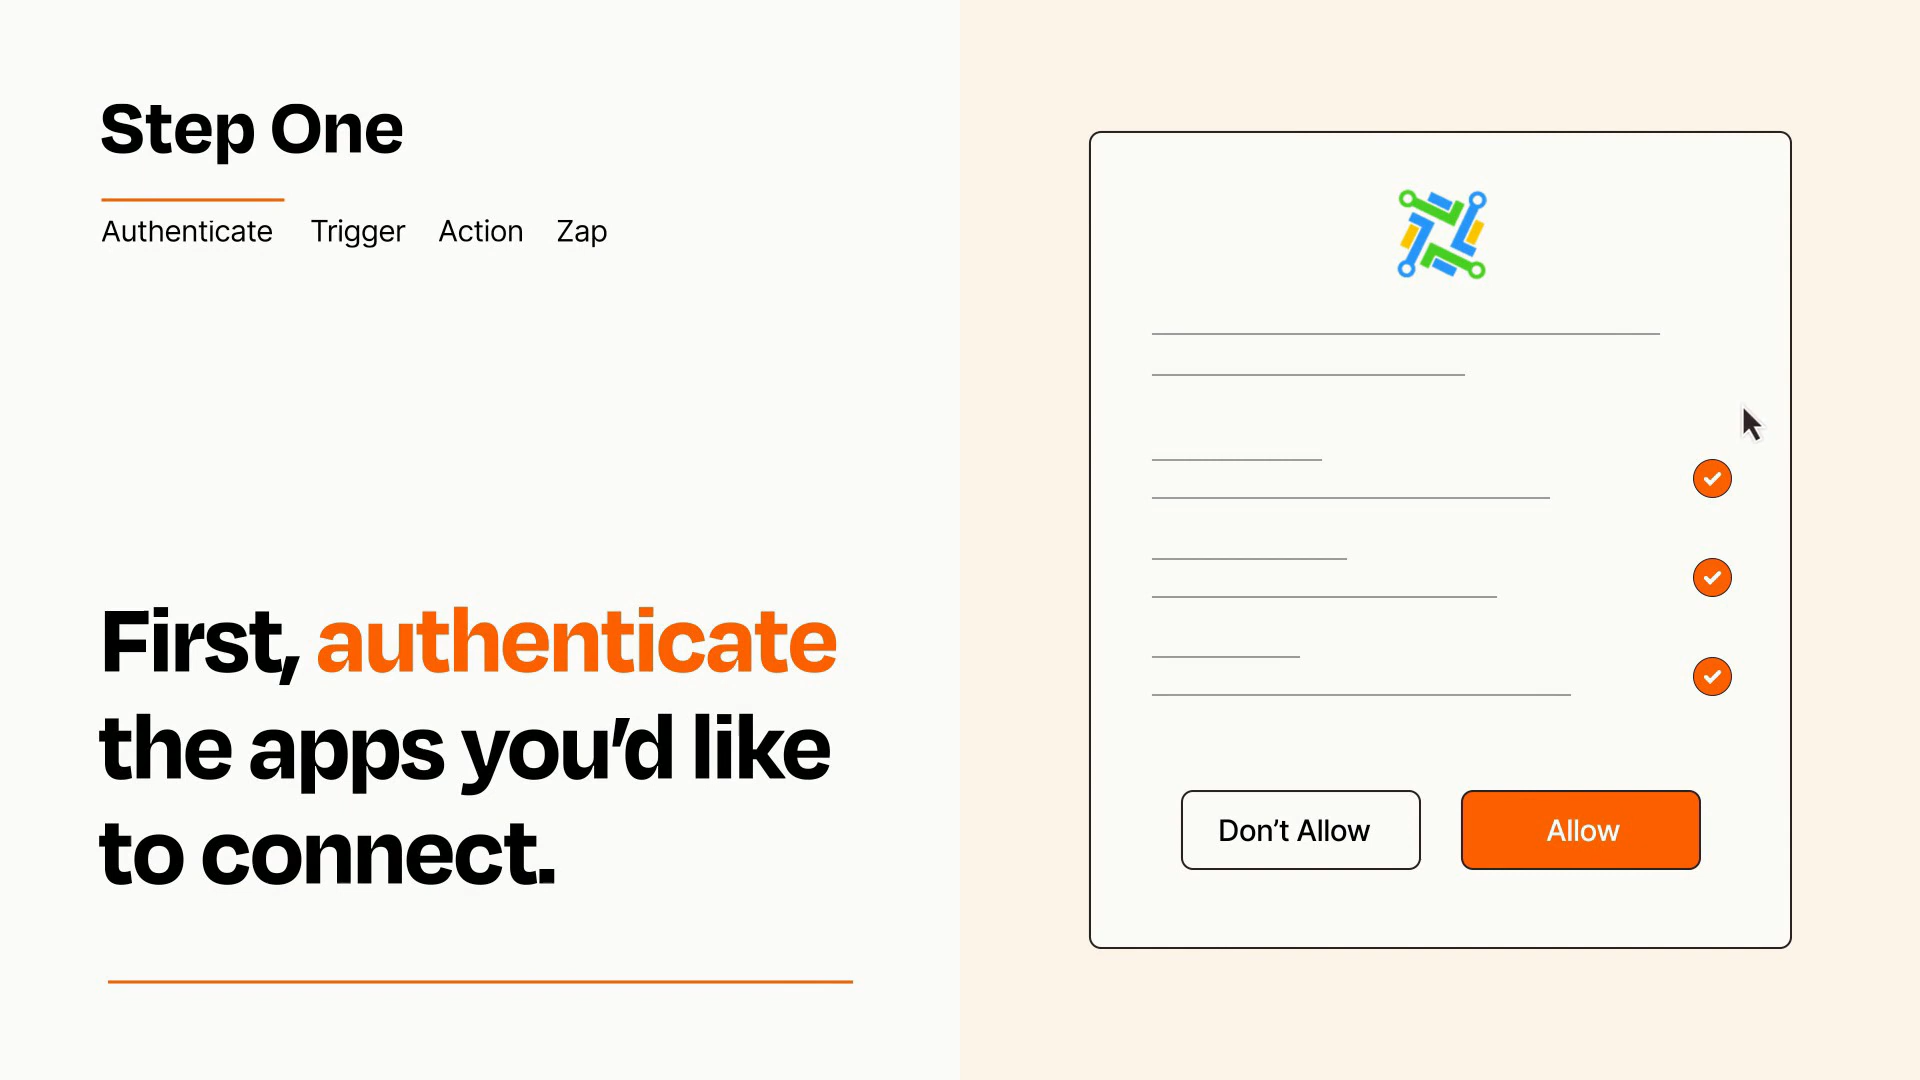 Step One
Authenticate Trigger Action Zap
First, authenticate
the apps you’d like
to connect.
Don’t Allow
Allow